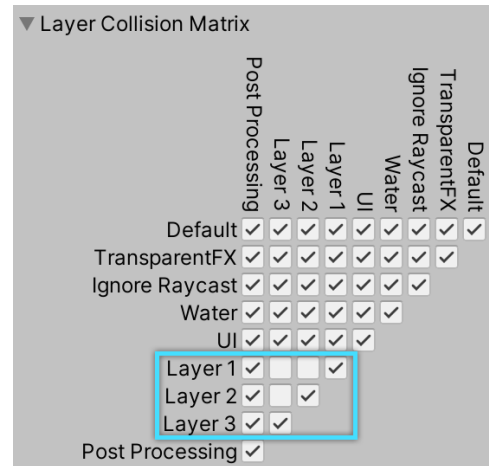 Layer Collision Matrix
Post Processing
Layer 3
Layer 2
Layer 1
UI
Water
Ignore Raycast
TransparentFX
Default
Default
TransparentFX
Ignore Raycast
Water
UI
Layer 1
Layer 2
Layer 3
Post Processing